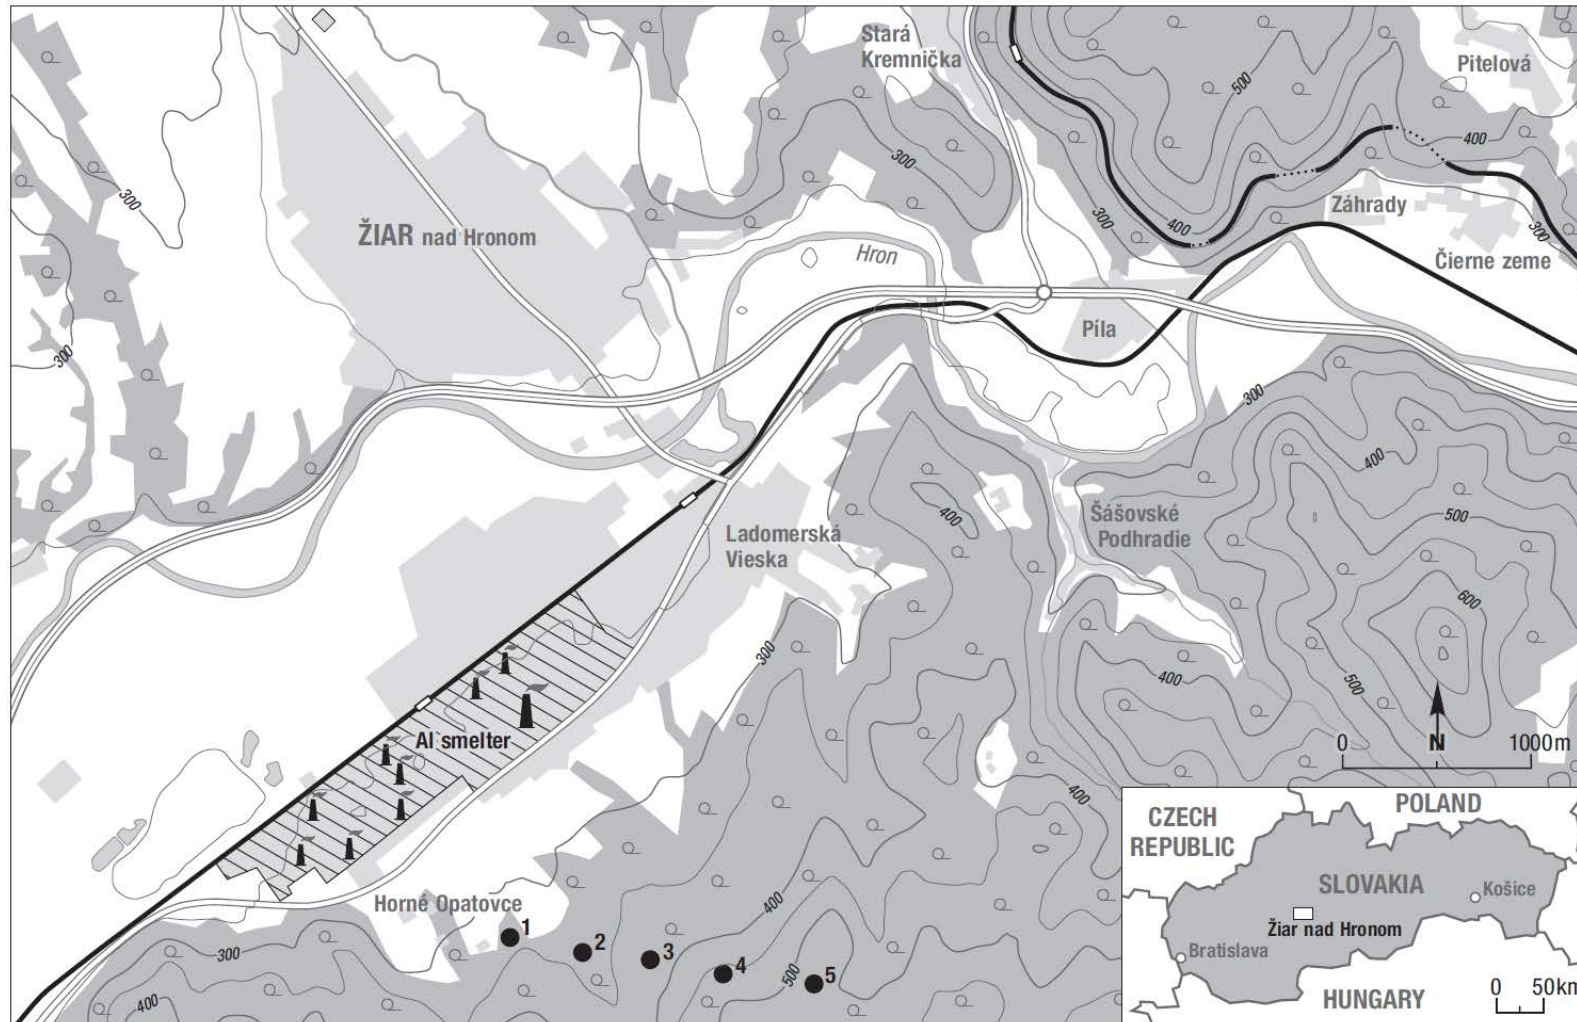 Stará
Kremnička
Pitelová
500
400
300
300
Záhrady
ŽIAR nad Hronom
Hron
300
400
300
Čierne zeme
300
Píla
300
400
Ladomerská
Vieska
400
Šášovské
Podhradie
500
600
300
400
500
Al smelter
0 N 1000m
400
Horné Opatovce
400
1
2
3
4
5
300
500
400
CZECH
REPUBLIC
POLAND
SLOVAKIA
Košice
Žiar nad Hronom
Bratislava
HUNGARY
0 50km